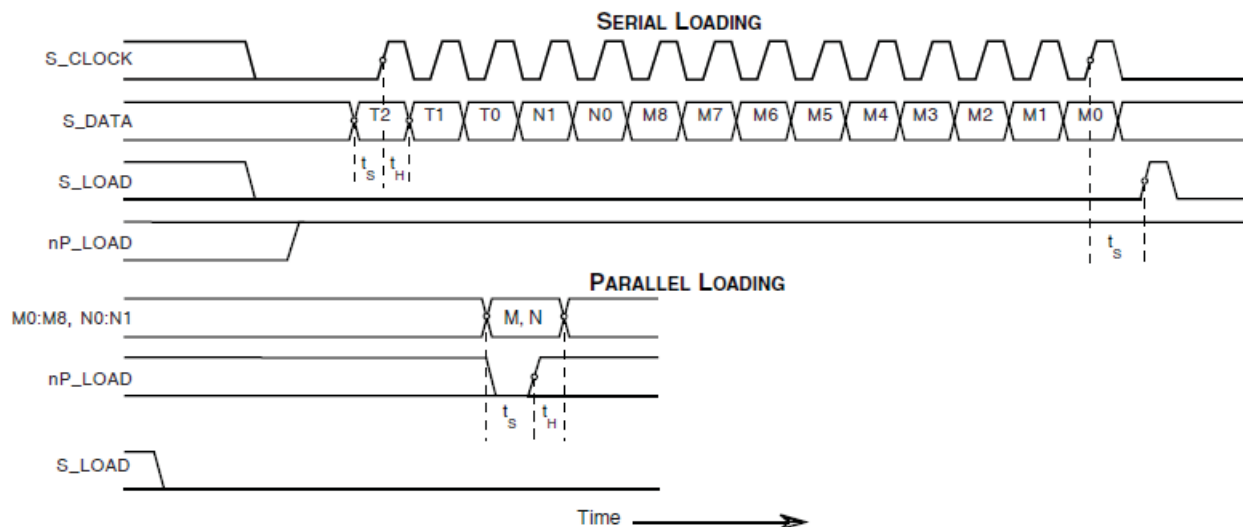 SERIAL LOADING
S_CLOCK
S_DATA T2 T1 T0 N1 N0 M8 M7 M6 M5 M4 M3 M2 M1 M0
tS tH
S_LOAD
nP_LOAD tS
PARALLEL LOADING
M0:M8, N0:N1 M, N
nP_LOAD
tS tH
S_LOAD
Time